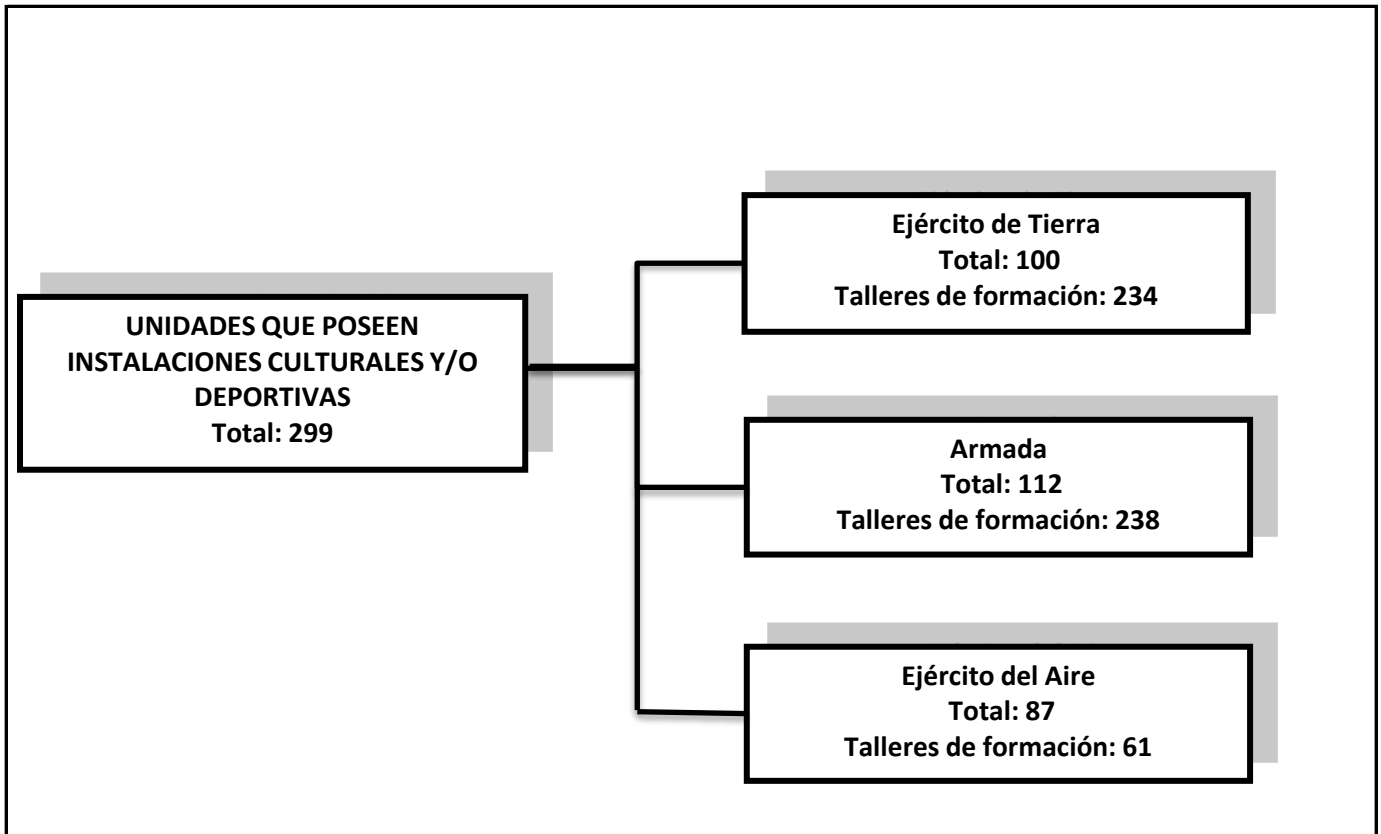 UNIDADES QUE POSEEN
INSTALACIONES CULTURALES Y/O
DEPORTIVAS
Total: 299
Ejército de Tierra
Total: 100
Talleres de formación: 234
Armada
Total: 112
Talleres de formación: 238
Ejército del Aire
Total: 87
Talleres de formación: 61